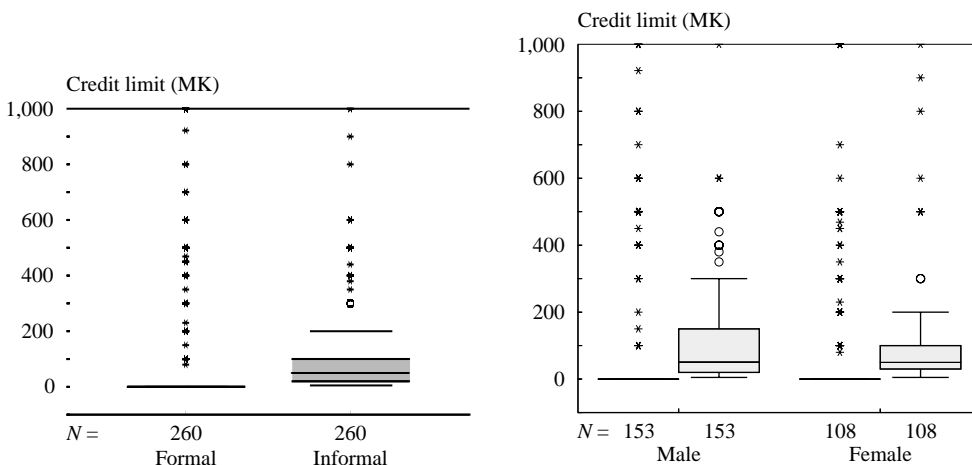 Credit limit (MK)
1,000
800
600
400
200
0
N = 260 260
Formal Informal
Credit limit (MK)
1,000
800
600
400
200
0
N = 153 153 108 108
Male Female